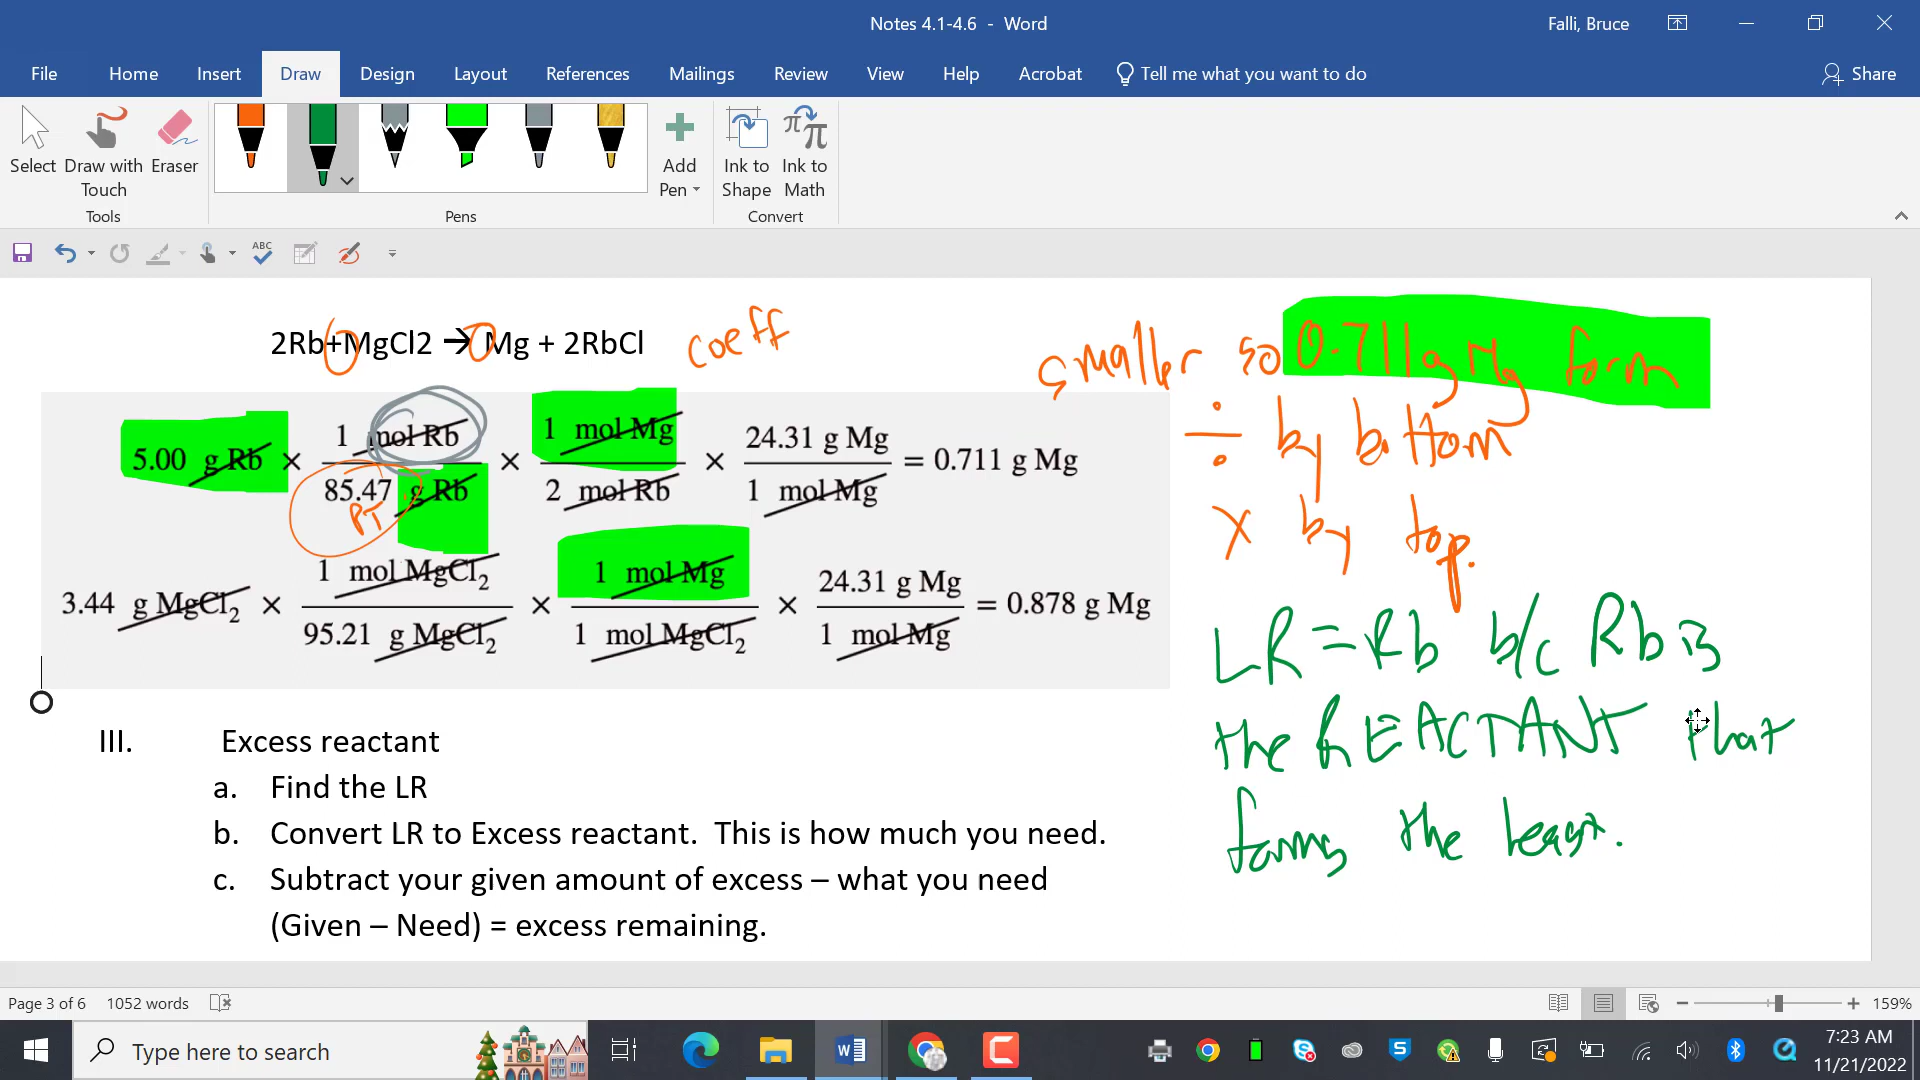 Notes 4.1-4.6 - Word
Falli, Bruce
File Home Insert Draw Design Layout References Mailings Review View Help Acrobat Tell me what you want to do Share
Select Draw with Touch Eraser
Add Pen
Ink to Shape Ink to Math
Tools Pens Convert
ABC
2Rb+MgCl2 → Mg + 2RbCl coeff
smaller so 0.711g Mg form
5.00 g Rb × 1 mol Rb / 85.47 g Rb × 1 mol Mg / 2 mol Rb × 24.31 g Mg / 1 mol Mg = 0.711 g Mg
PT
÷ by bottom
x by top.
3.44 g MgCl₂ × 1 mol MgCl₂ / 95.21 g MgCl₂ × 1 mol Mg / 1 mol MgCl₂ × 24.31 g Mg / 1 mol Mg = 0.878 g Mg
LR = Rb b/c Rb is
the REACTANT that
forms the least.
III. Excess reactant
a. Find the LR
b. Convert LR to Excess reactant. This is how much you need.
c. Subtract your given amount of excess – what you need
(Given – Need) = excess remaining.
Page 3 of 6 1052 words
159%
Type here to search
7:23 AM
11/21/2022